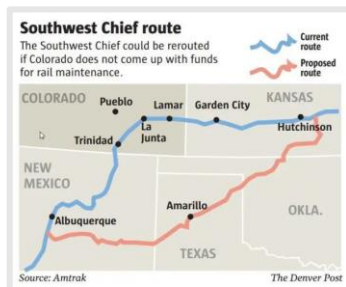 Southwest Chief route
The Southwest Chief could be rerouted
if Colorado does not come up with funds
for rail maintenance.
Current
route
Proposed
route
COLORADO
Pueblo
Lamar
Garden City
KANSAS
La
Junta
Hutchinson
Trinidad
NEW
MEXICO
Amarillo
Albuquerque
OKLA.
TEXAS
Source: Amtrak
The Denver Post